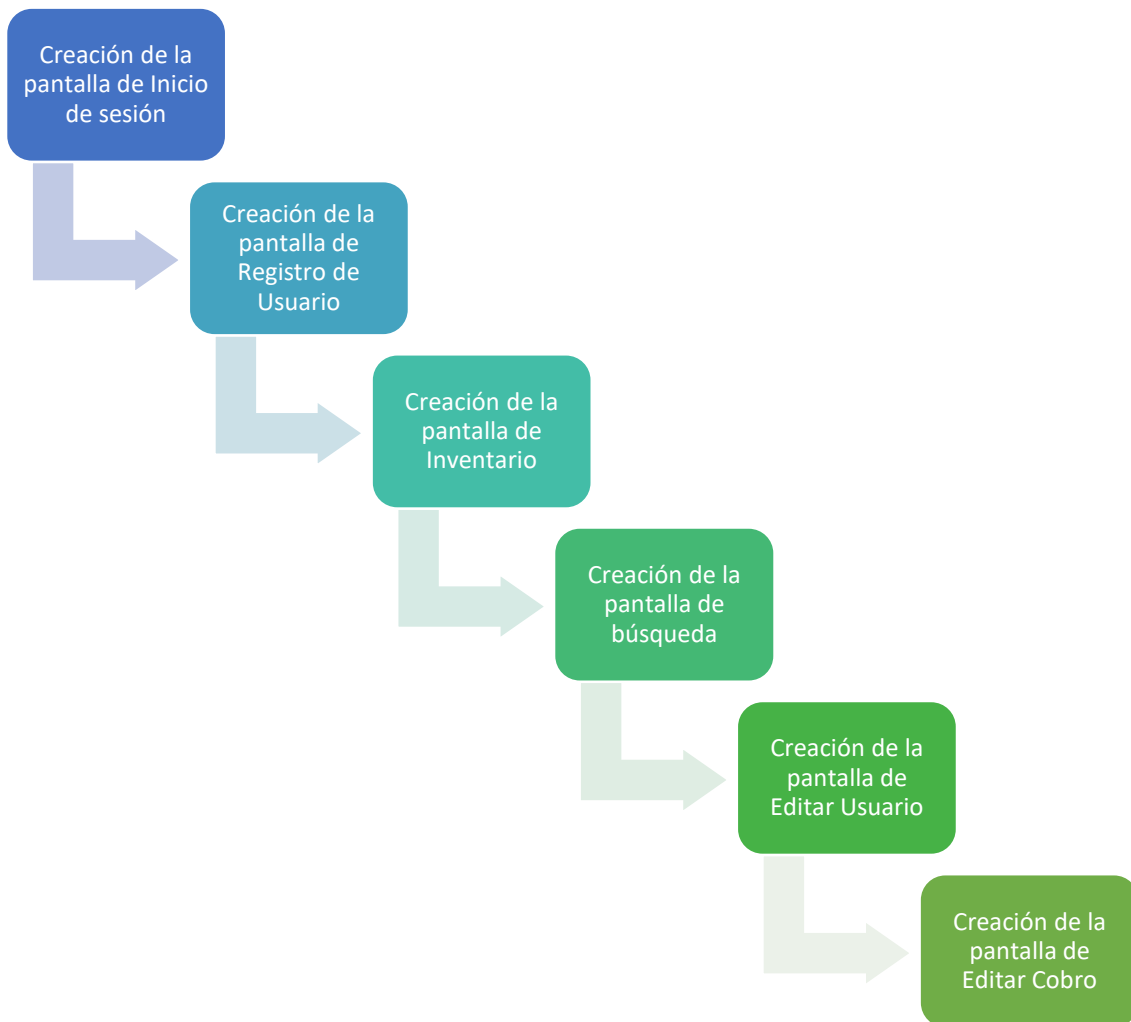 Creación de la
pantalla de Inicio
de sesión
Creación de la
pantalla de
Registro de
Usuario
Creación de la
pantalla de
Inventario
Creación de la
pantalla de
búsqueda
Creación de la
pantalla de
Editar Usuario
Creación de la
pantalla de
Editar Cobro